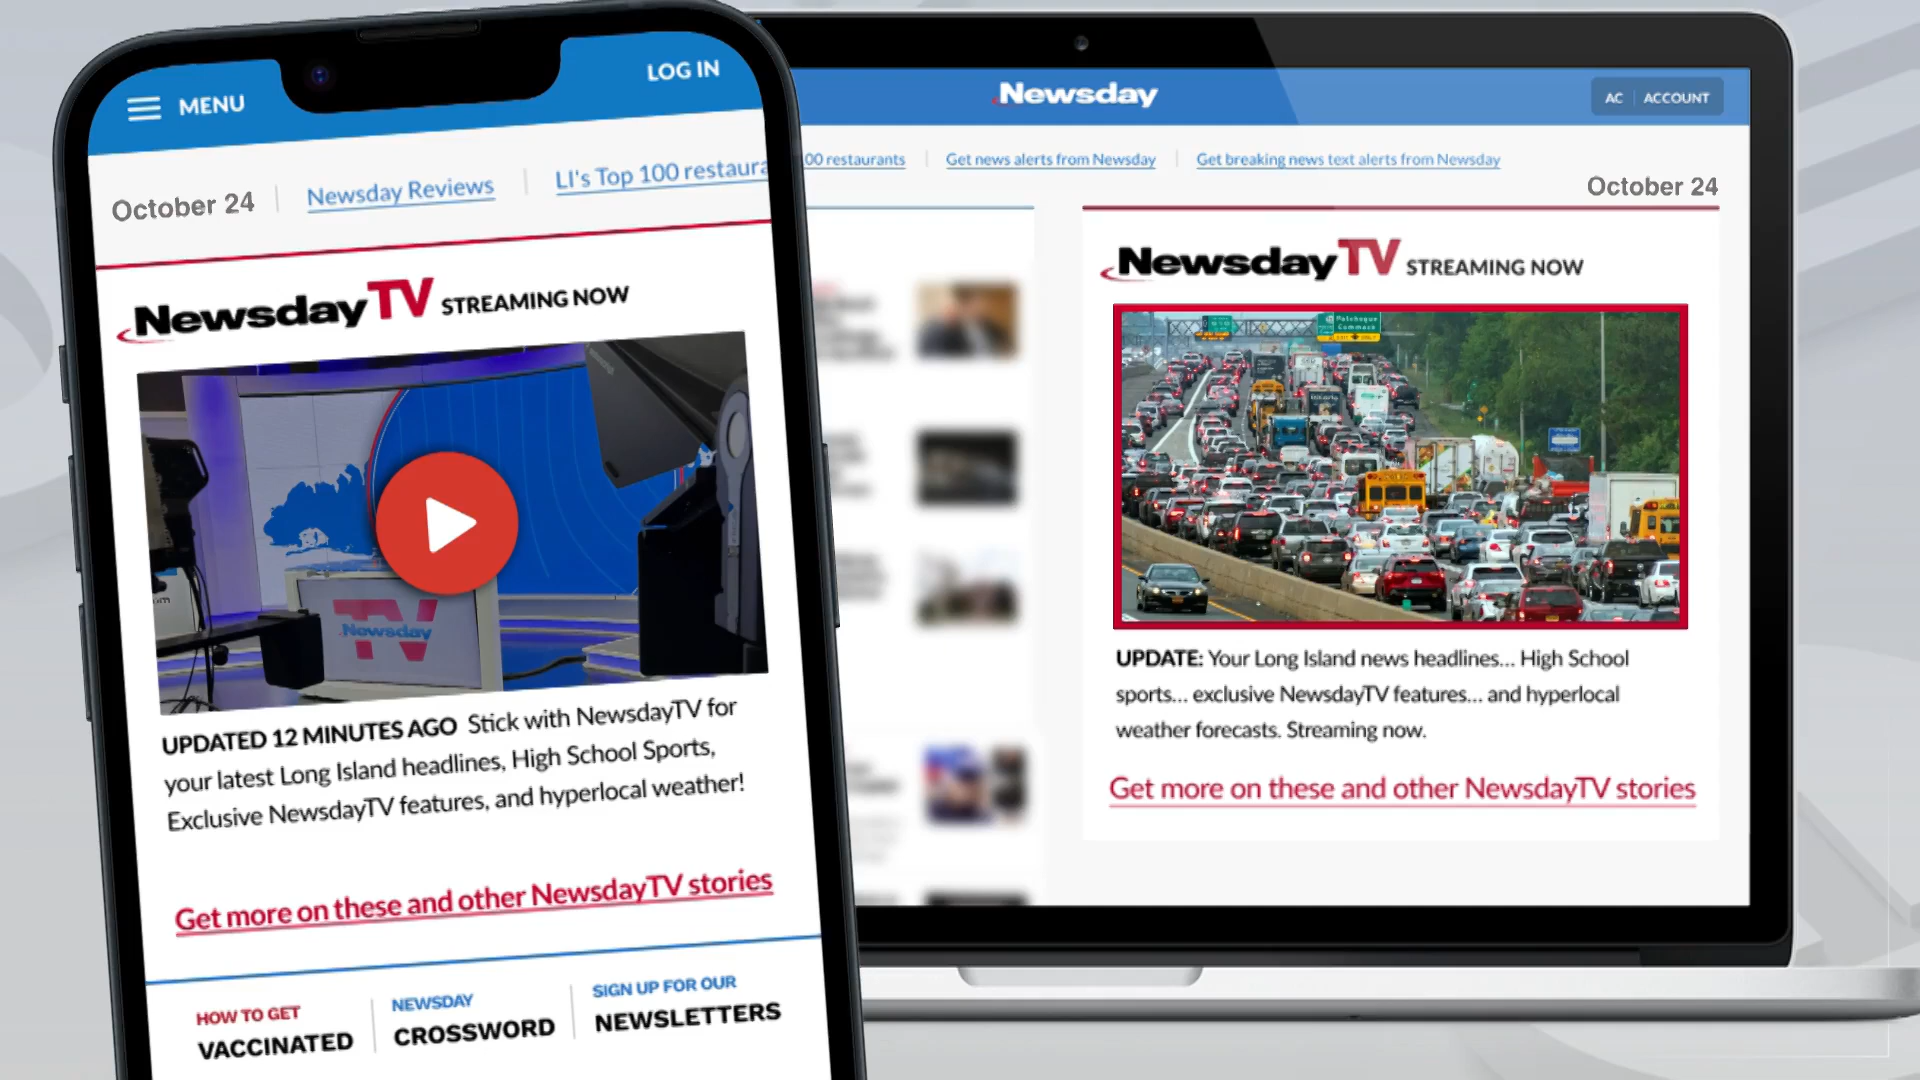 MENU
LOG IN
October 24
Newsday Reviews
LI's Top 100 restaura
NewsdayTV STREAMING NOW
TV
Newsday
UPDATED 12 MINUTES AGO Stick with NewsdayTV for
your latest Long Island headlines, High School Sports,
Exclusive NewsdayTV features, and hyperlocal weather!
Get more on these and other NewsdayTV stories
HOW TO GET
VACCINATED
NEWSDAY
CROSSWORD
SIGN UP FOR OUR
NEWSLETTERS
Newsday
AC ACCOUNT
00 restaurants
Get news alerts from Newsday
Get breaking news text alerts from Newsday
October 24
NewsdayTV STREAMING NOW
Patchogue
Commack
UPDATE: Your Long Island news headlines... High School
sports... exclusive NewsdayTV features... and hyperlocal
weather forecasts. Streaming now.
Get more on these and other NewsdayTV stories